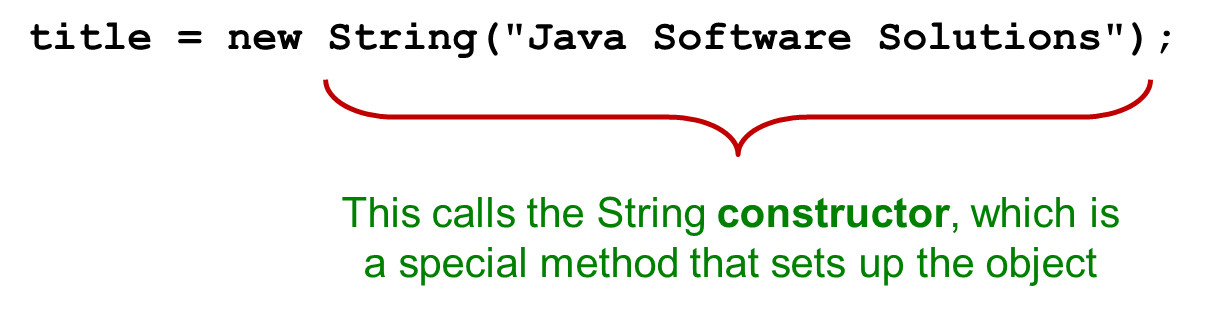 title = new String("Java Software Solutions");
This calls the String constructor, which is
a special method that sets up the object